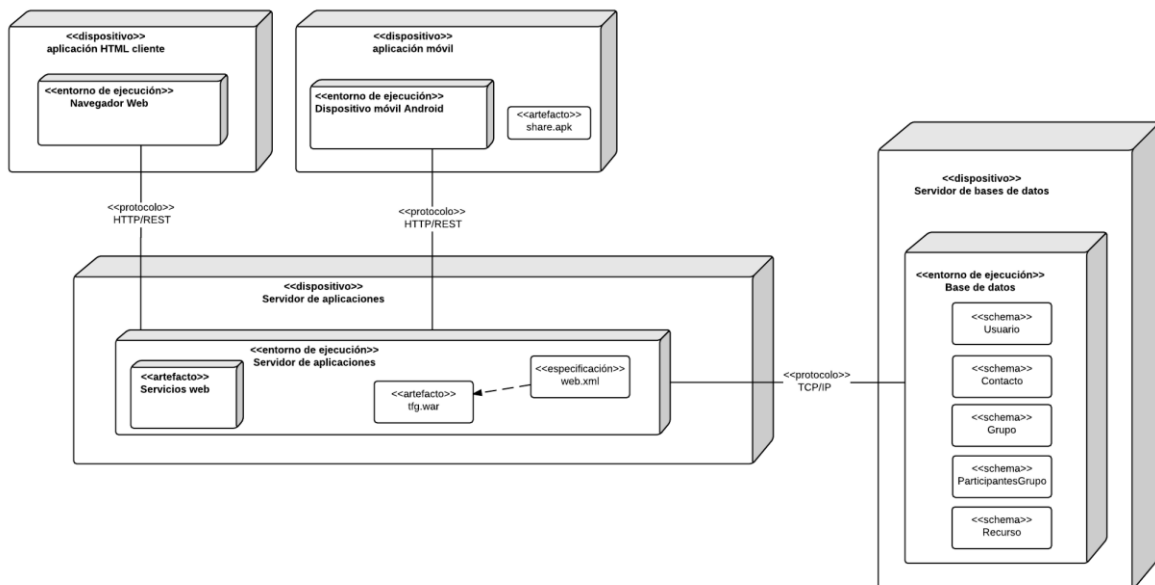 <<dispositivo>>
aplicación HTML cliente
<<entorno de ejecución>>
Navegador Web
<<dispositivo>>
aplicación móvil
<<entorno de ejecución>>
Dispositivo móvil Android
<<artefacto>>
share.apk
<<protocolo>>
HTTP/REST
<<protocolo>>
HTTP/REST
<<dispositivo>>
Servidor de aplicaciones
<<entorno de ejecución>>
Servidor de aplicaciones
<<artefacto>>
Servicios web
<<artefacto>>
tfg.war
<<especificación>>
web.xml
<<protocolo>>
TCP/IP
<<dispositivo>>
Servidor de bases de datos
<<entorno de ejecución>>
Base de datos
<<schema>>
Usuario
<<schema>>
Contacto
<<schema>>
Grupo
<<schema>>
ParticipantesGrupo
<<schema>>
Recurso